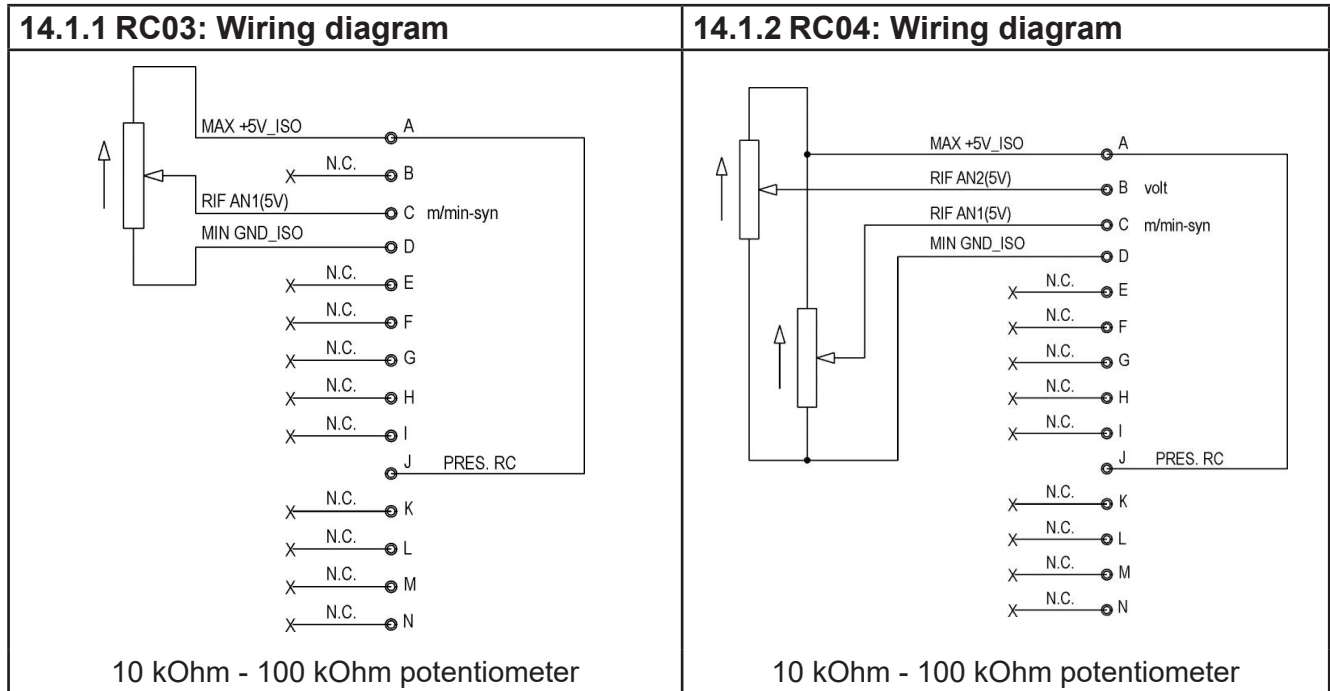 14.1.1 RC03: Wiring diagram
MAX +5V_ISO
A
N.C.
B
RIF AN1(5V)
C m/min-syn
MIN GND_ISO
D
N.C.
E
N.C.
F
N.C.
G
N.C.
H
N.C.
I
J PRES. RC
N.C.
K
N.C.
L
N.C.
M
N.C.
N
10 kOhm - 100 kOhm potentiometer
14.1.2 RC04: Wiring diagram
MAX +5V_ISO
A
RIF AN2(5V)
B volt
RIF AN1(5V)
C m/min-syn
MIN GND_ISO
D
N.C.
E
N.C.
F
N.C.
G
N.C.
H
N.C.
I
J PRES. RC
N.C.
K
N.C.
L
N.C.
M
N.C.
N
10 kOhm - 100 kOhm potentiometer